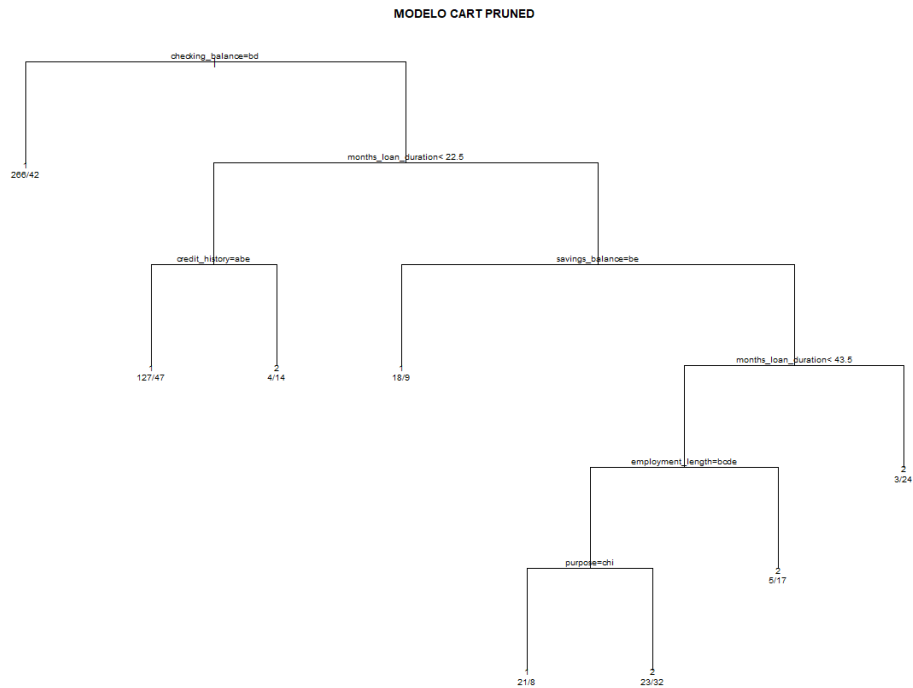 MODELO CART PRUNED
checking_balance=bd
1
266/42
months_loan_duration< 22.5
credit_history=abe
savings_balance=be
1
127/47
2
4/14
1
18/9
months_loan_duration< 43.5
employment_length=bcde
2
3/24
purpose=chi
2
5/17
1
21/8
2
23/32